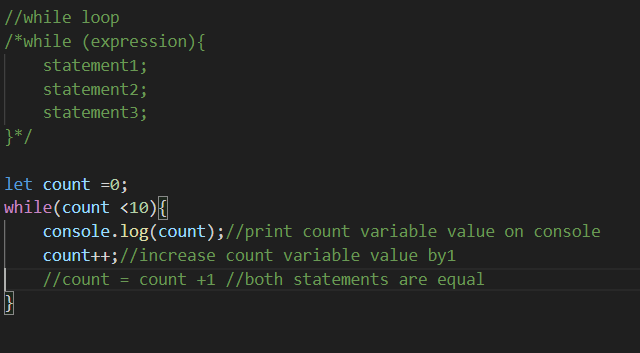 //while loop
/*while (expression){
    statement1;
    statement2;
    statement3;
}*/
let count =0;
while(count <10){
    console.log(count);//print count variable value on console
    count++;//increase count variable value by1
    //count = count +1 //both statements are equal
}